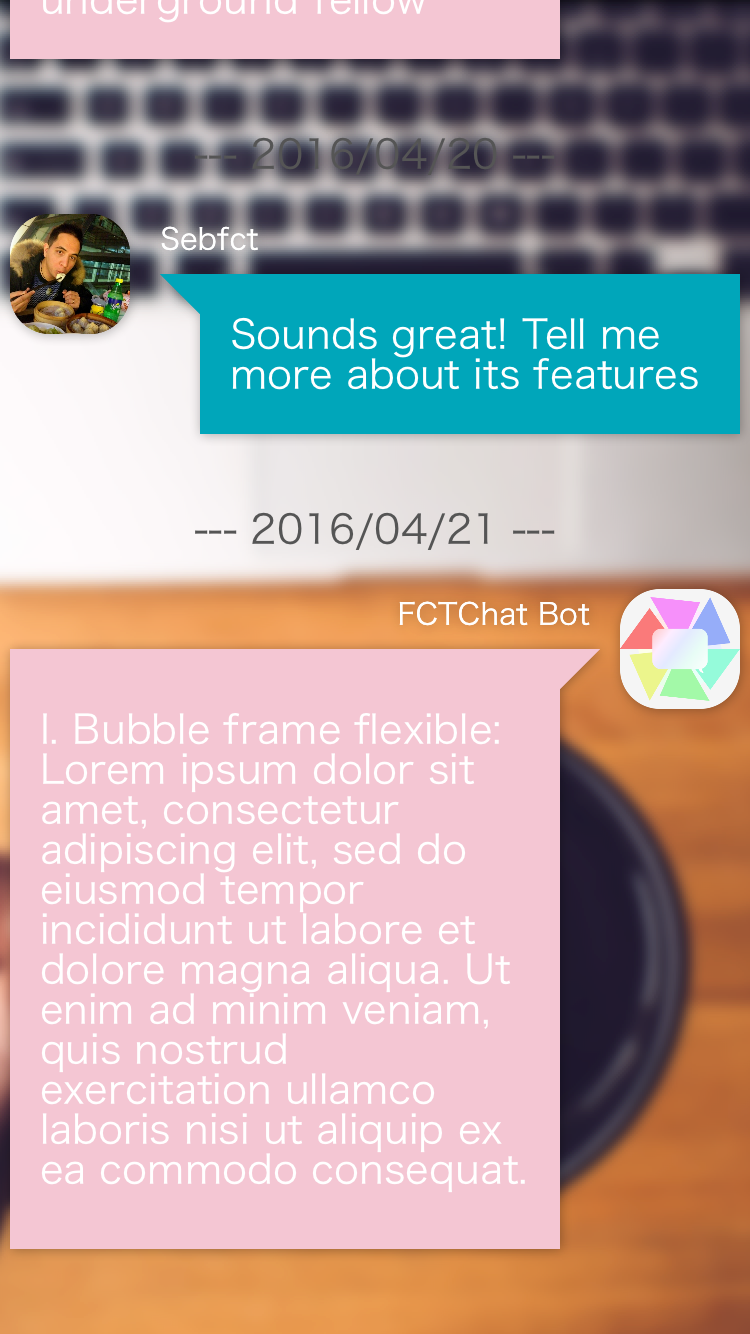 underground fellow
--- 2016/04/20 ---
Sebfct
Sounds great! Tell me
more about its features
--- 2016/04/21 ---
FCTChat Bot
I. Bubble frame flexible:
Lorem ipsum dolor sit
amet, consectetur
adipiscing elit, sed do
eiusmod tempor
incididunt ut labore et
dolore magna aliqua. Ut
enim ad minim veniam,
quis nostrud
exercitation ullamco
laboris nisi ut aliquip ex
ea commodo consequat.